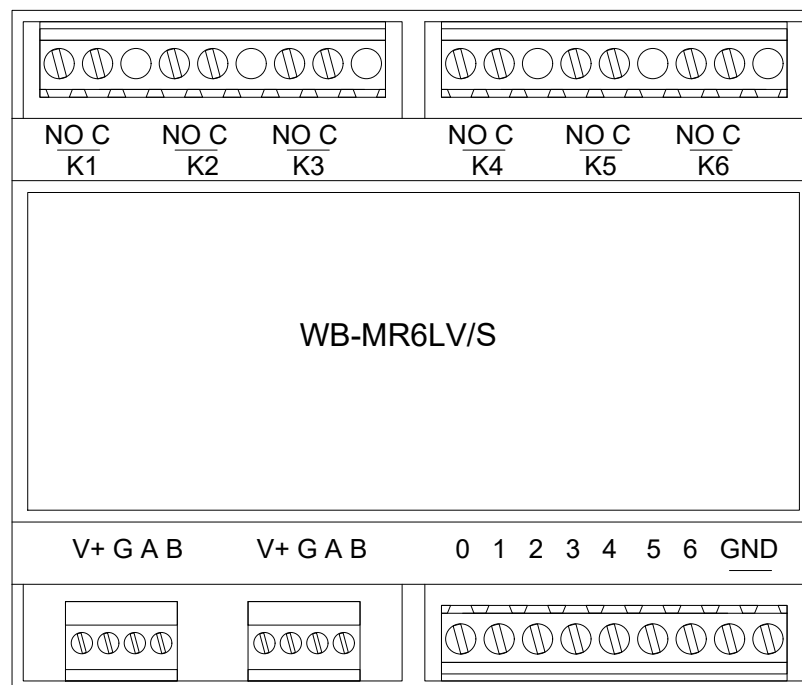 NO C NO C NO C NO C NO C NO C
K1 K2 K3 K4 K5 K6
WB-MR6LV/S
V+ G A B V+ G A B 0 1 2 3 4 5 6 GND